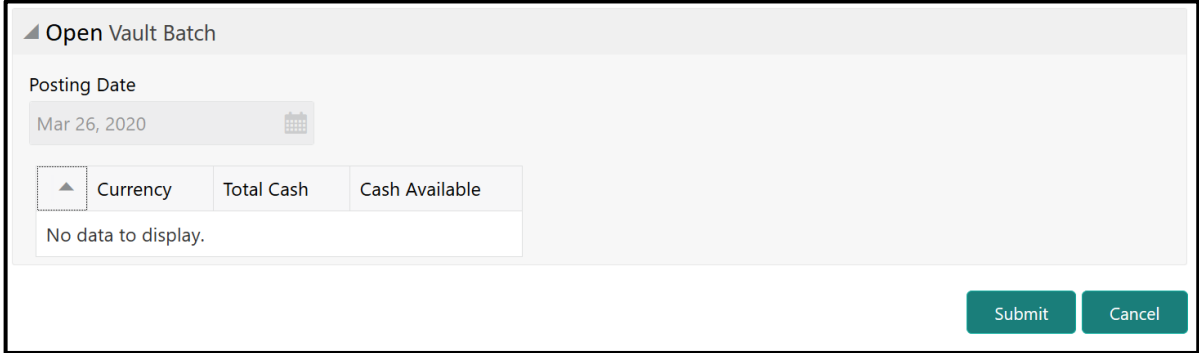 Open Vault Batch
Posting Date
Mar 26, 2020
Currency Total Cash Cash Available
No data to display.
Submit Cancel